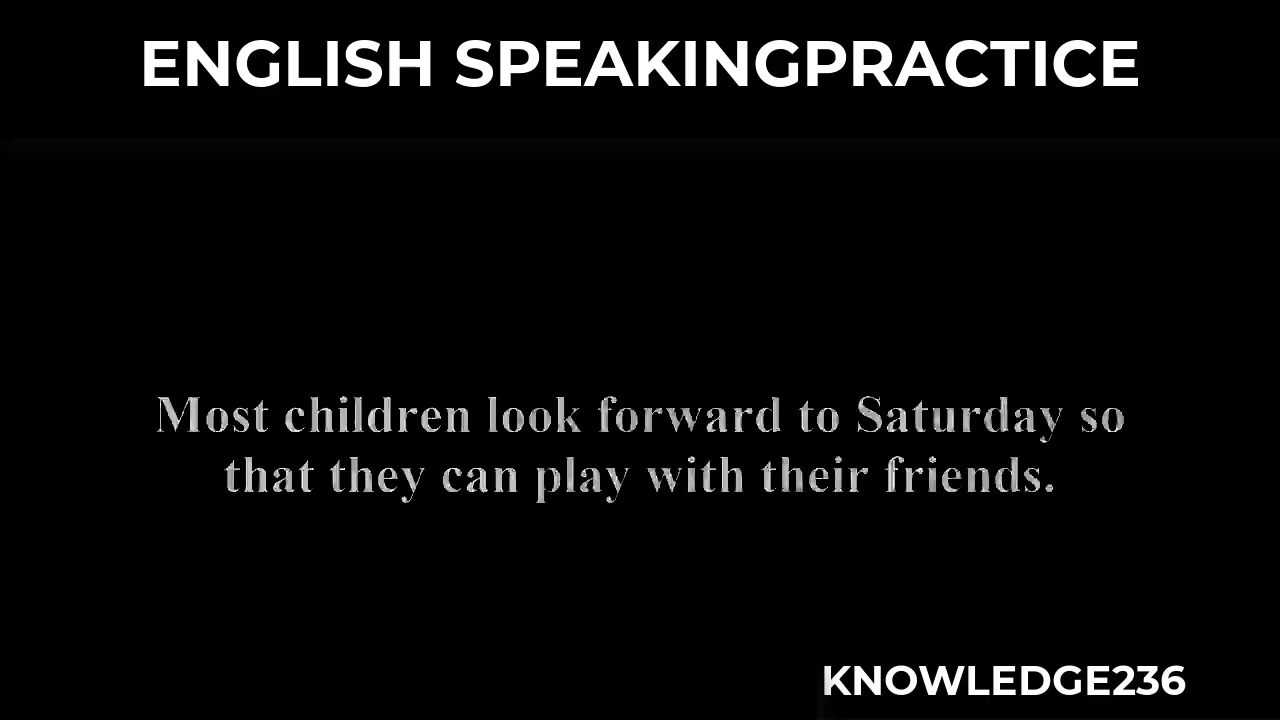 ENGLISH SPEAKINGPRACTICE
Most children look forward to Saturday so
that they can play with their friends.
KNOWLEDGE236